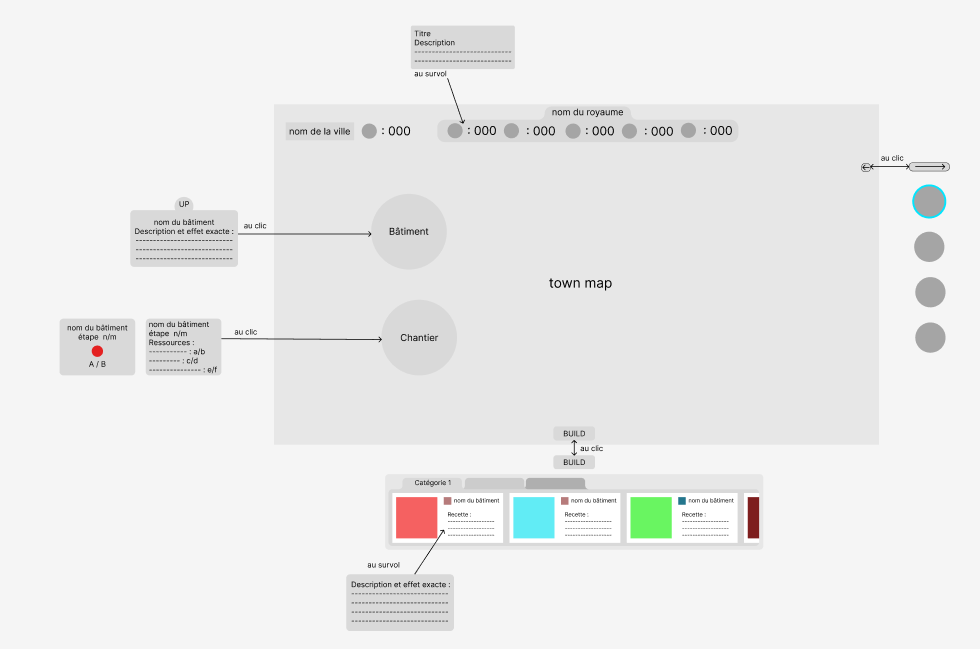 Titre
Description
---------------------------
---------------------------
au survol
nom du royaume
nom de la ville
: 000
: 000
: 000
: 000
: 000
: 000
au clic
UP
nom du bâtiment
Description et effet exacte :
---------------------------
---------------------------
---------------------------
au clic
Bâtiment
town map
nom du bâtiment
étape n/m
A / B
nom du bâtiment
étape n/m
Ressources :
----------- : a/b
--------- : c/d
--------------- : e/f
au clic
Chantier
BUILD
au clic
BUILD
Catégorie 1
nom du bâtiment
Recette :
-----------------
-----------------
-----------------
nom du bâtiment
Recette :
-----------------
-----------------
-----------------
nom du bâtiment
Recette :
-----------------
-----------------
-----------------
au survol
Description et effet exacte :
---------------------------
---------------------------
---------------------------
---------------------------